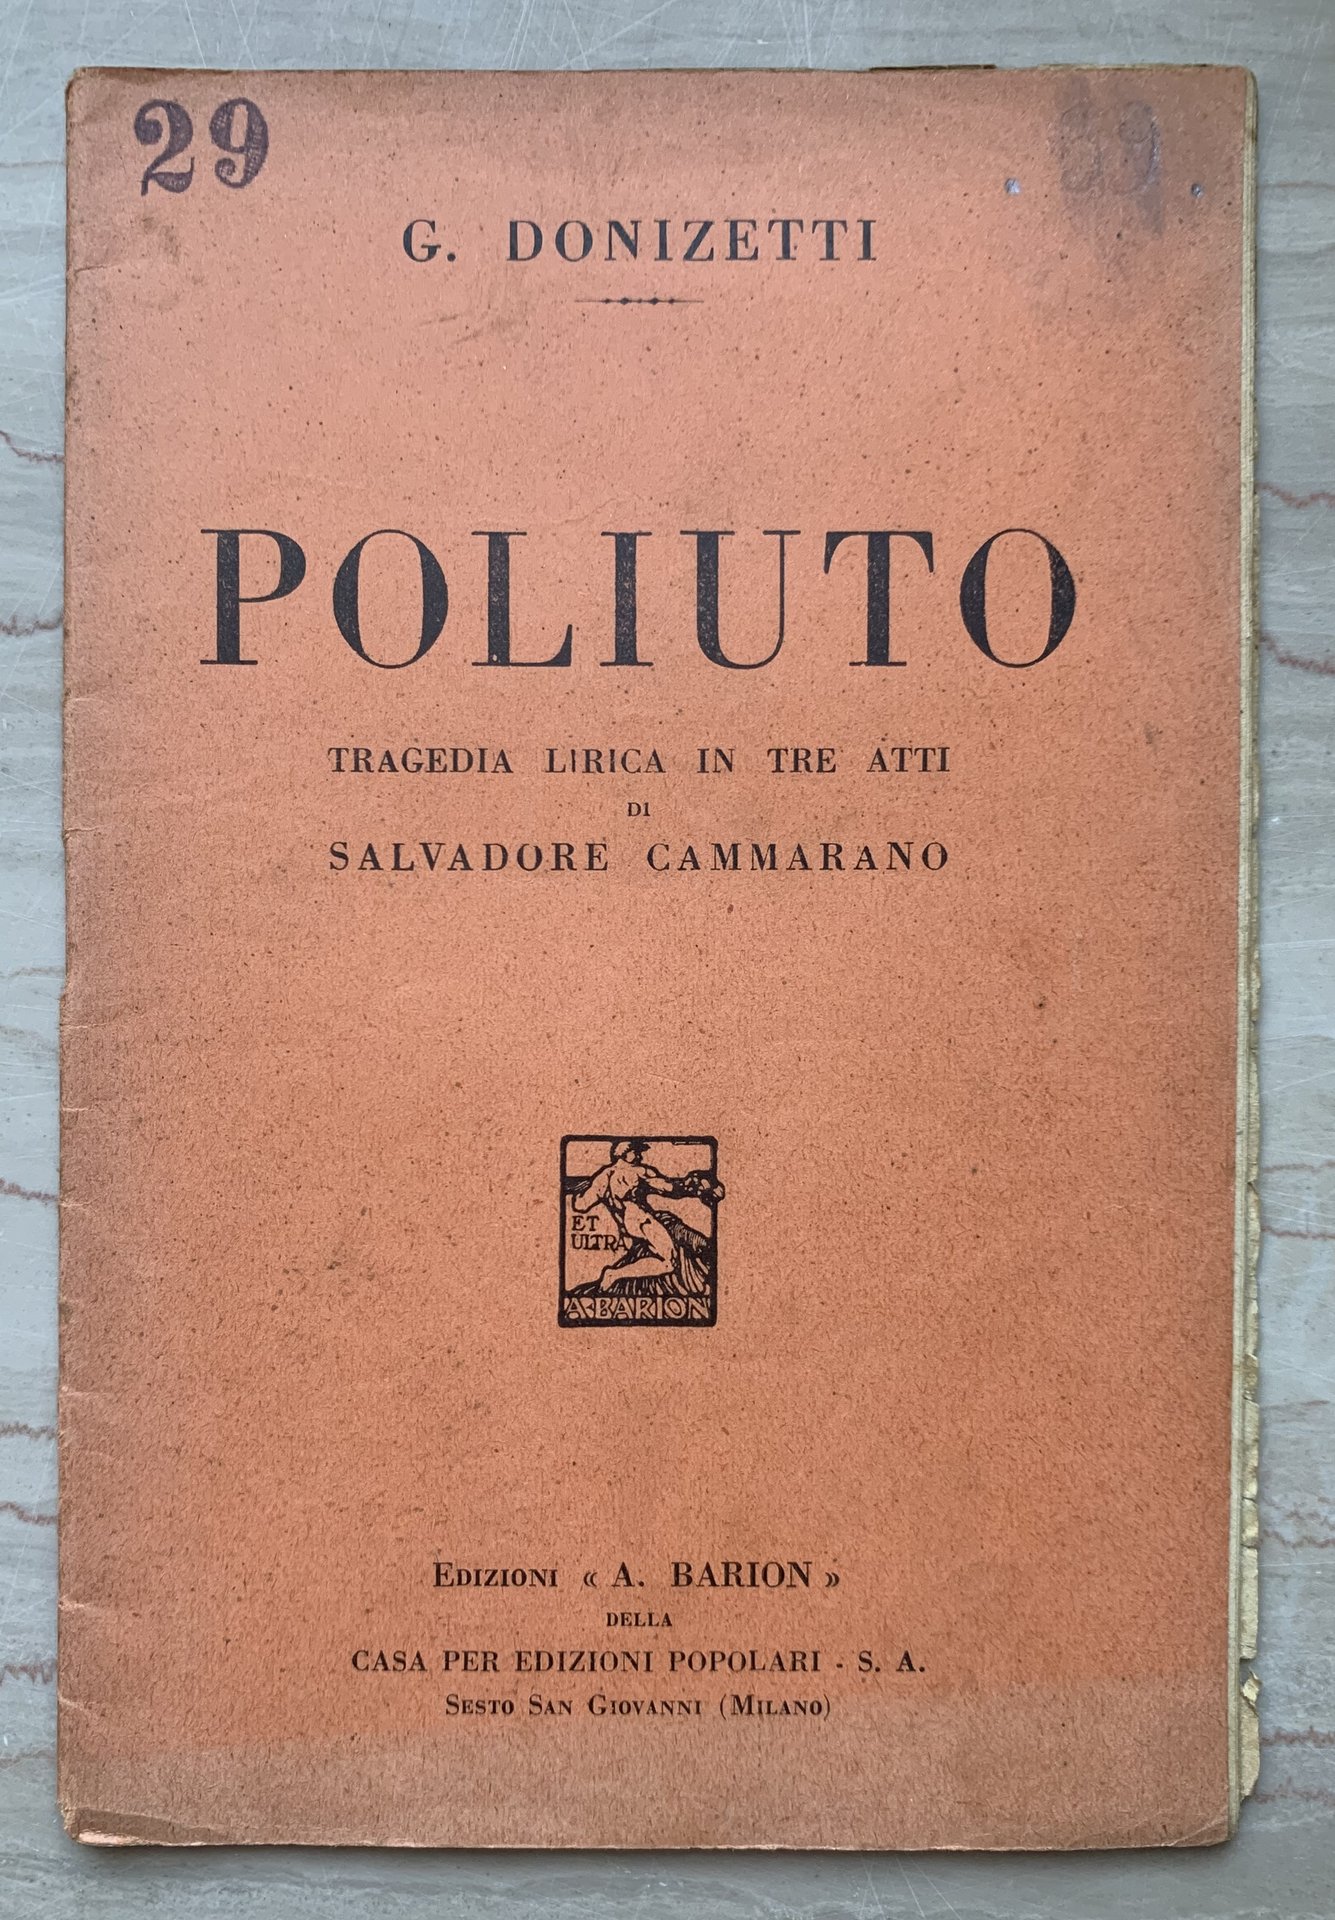 29
G. DONIZETTI
POLIUTO
TRAGEDIA LIRICA IN TRE ATTI
DI
SALVADORE CAMMARANO
ET
ULTRA
A·BARION
EDIZIONI « A. BARION »
DELLA
CASA PER EDIZIONI POPOLARI - S. A.
SESTO SAN GIOVANNI (MILANO)